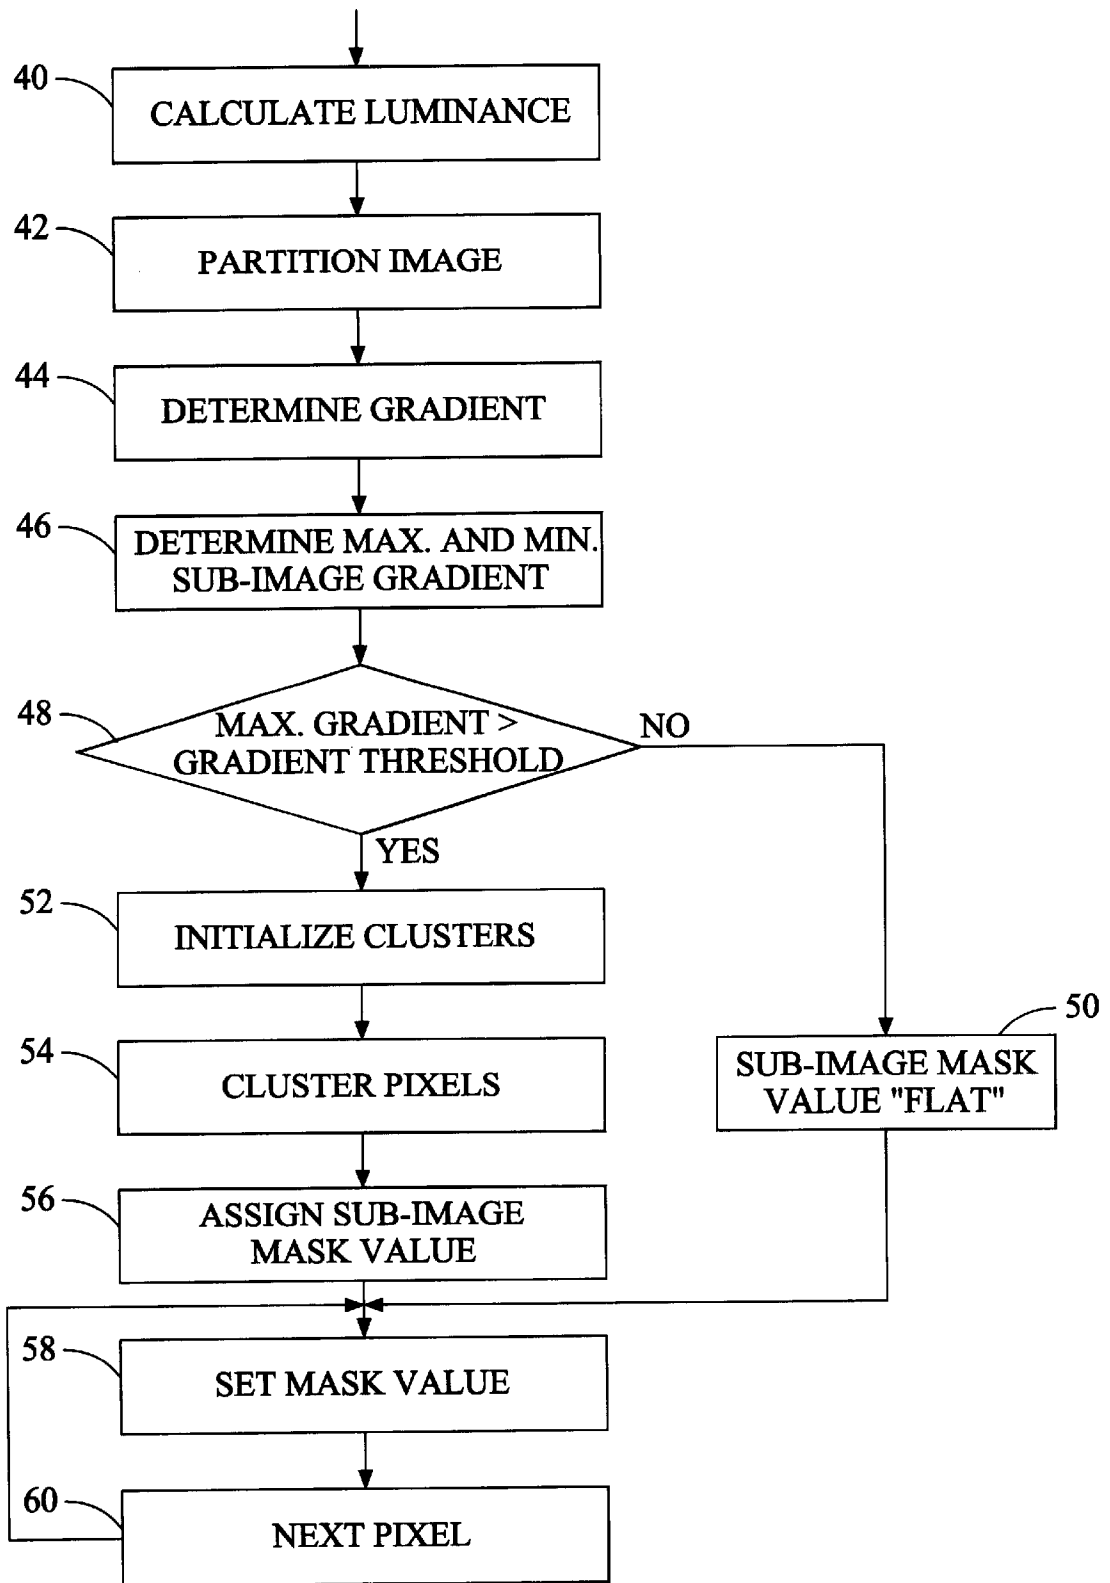 40
CALCULATE LUMINANCE
42
PARTITION IMAGE
44
DETERMINE GRADIENT
46
DETERMINE MAX. AND MIN.
SUB-IMAGE GRADIENT
48
MAX. GRADIENT >
GRADIENT THRESHOLD
NO
YES
52
INITIALIZE CLUSTERS
50
SUB-IMAGE MASK
VALUE "FLAT"
54
CLUSTER PIXELS
56
ASSIGN SUB-IMAGE
MASK VALUE
58
SET MASK VALUE
60
NEXT PIXEL